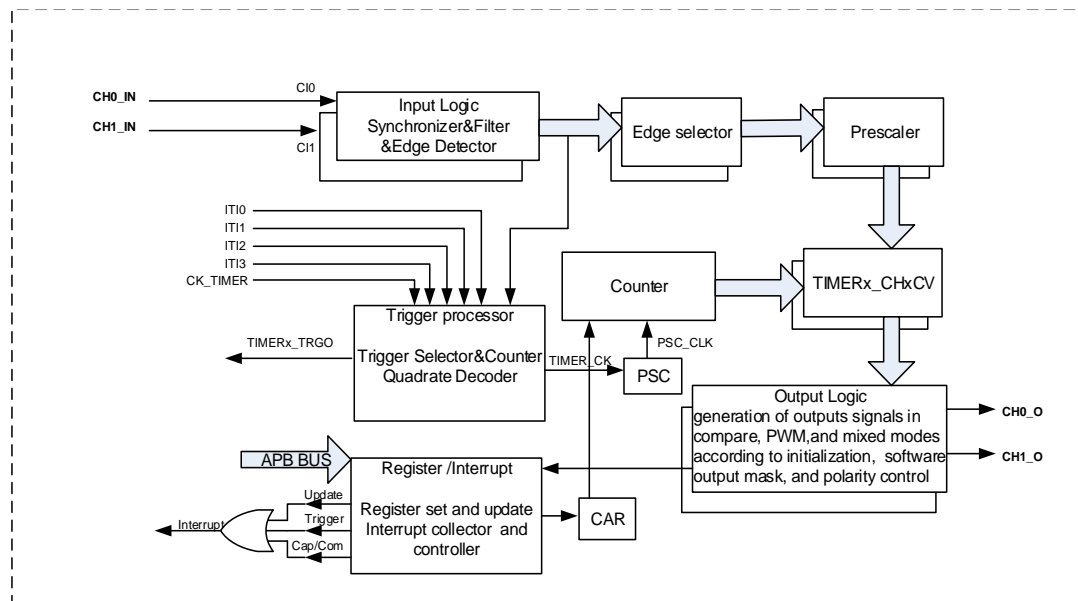 CH0_IN
CI0
CH1_IN
CI1
Input Logic
Synchronizer&Filter
&Edge Detector
Edge selector
Prescaler
ITI0
ITI1
ITI2
ITI3
CK_TIMER
Counter
TIMERx_CHxCV
Trigger processor
Trigger Selector&Counter
Quadrate Decoder
TIMERx_TRGO
TIMER_CK
PSC_CLK
PSC
Output Logic
generation of outputs signals in
compare, PWM,and mixed modes
according to initialization, software
output mask, and polarity control
CH0_O
CH1_O
APB BUS
Register /Interrupt
Register set and update
Interrupt collector and
controller
CAR
Update
Trigger
Cap/Com
Interrupt